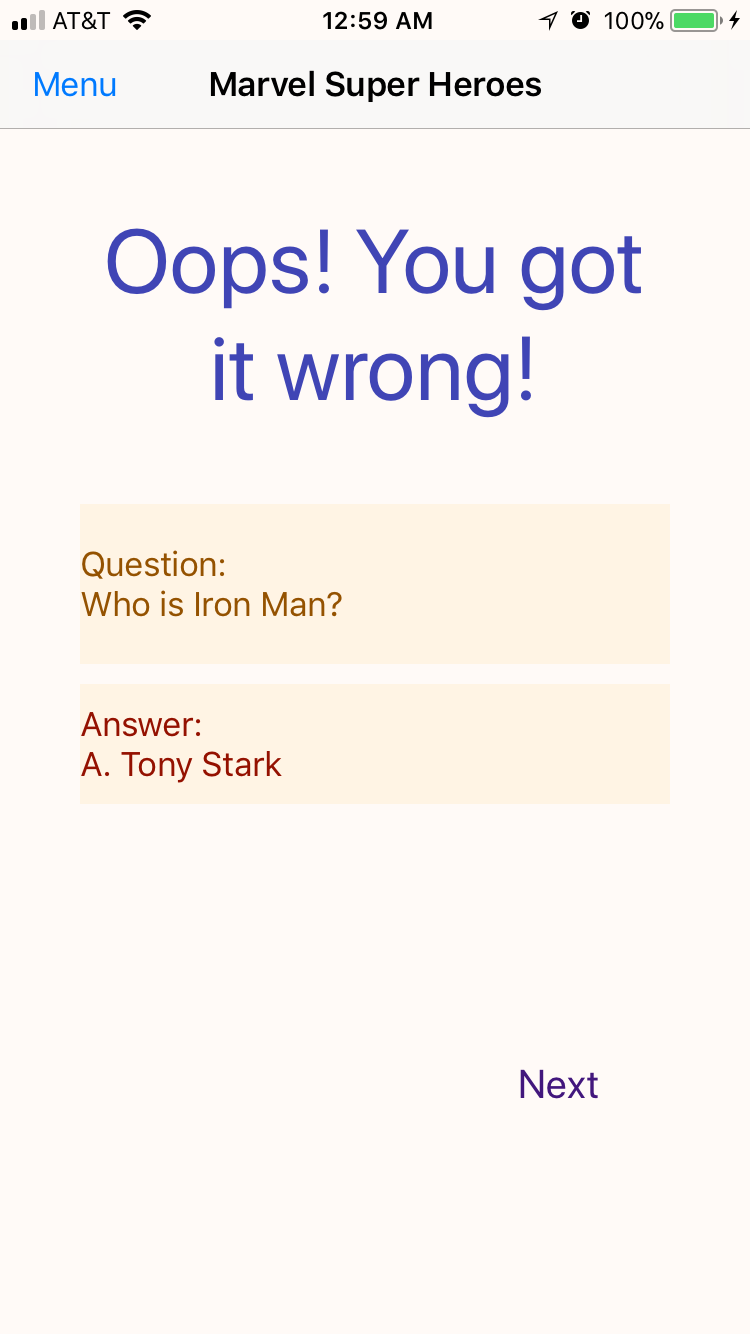 AT&T 12:59 AM 100%
Menu Marvel Super Heroes
Oops! You got
it wrong!
Question:
Who is Iron Man?
Answer:
A. Tony Stark
Next